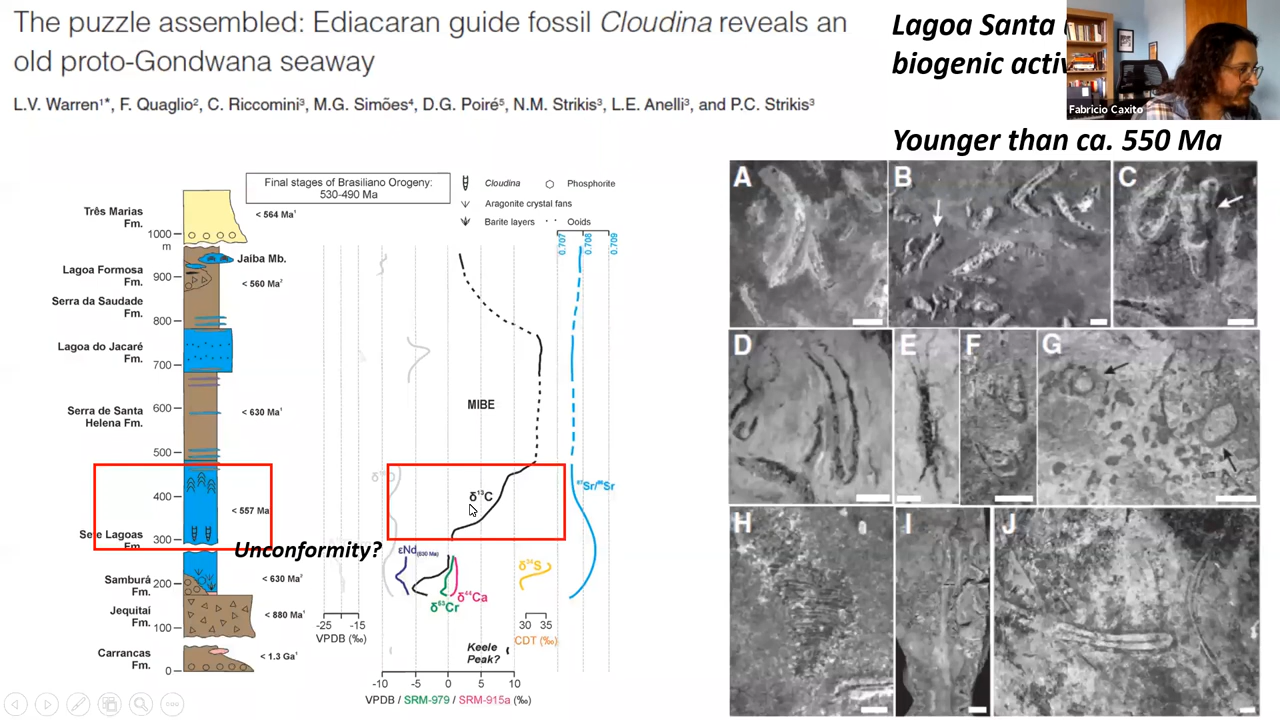 The puzzle assembled: Ediacaran guide fossil Cloudina reveals an
old proto-Gondwana seaway
L.V. Warren¹*, F. Quaglio², C. Riccomini³, M.G. Simões⁴, D.G. Poiré⁵, N.M. Strikis³, L.E. Anelli³, and P.C. Strikis³
Lagoa Santa
biogenic activ
Fabricio Caxito
Younger than ca. 550 Ma
Final stages of Brasiliano Orogeny:
530-490 Ma
Cloudina
Phosphorite
Aragonite crystal fans
Barite layers
Ooids
0.707
0.708
0.709
Três Marias
Fm.
< 564 Ma¹
1000
m
Jaíba Mb.
Lagoa Formosa
Fm.
900
< 560 Ma²
Serra da Saudade
Fm.
800
Lagoa do Jacaré
Fm.
700
MIBE
Serra de Santa
Helena Fm.
600
< 630 Ma¹
500
400
δ¹³C
⁸⁷Sr/⁸⁶Sr
< 557 Ma
Sete Lagoas
Fm.
300
Unconformity?
εNd(630 Ma)
δ³⁴S
Samburá
Fm.
200
< 630 Ma²
δ⁴⁴Ca
δ⁵³Cr
Jequitaí
Fm.
100
< 880 Ma¹
-25
-15
VPDB (‰)
30
35
CDT (‰)
Carrancas
Fm.
0
< 1.3 Ga¹
Keele
Peak?
-10
-5
0
5
10
VPDB / SRM-979 / SRM-915a (‰)
A
B
C
D
E
F
G
H
I
J